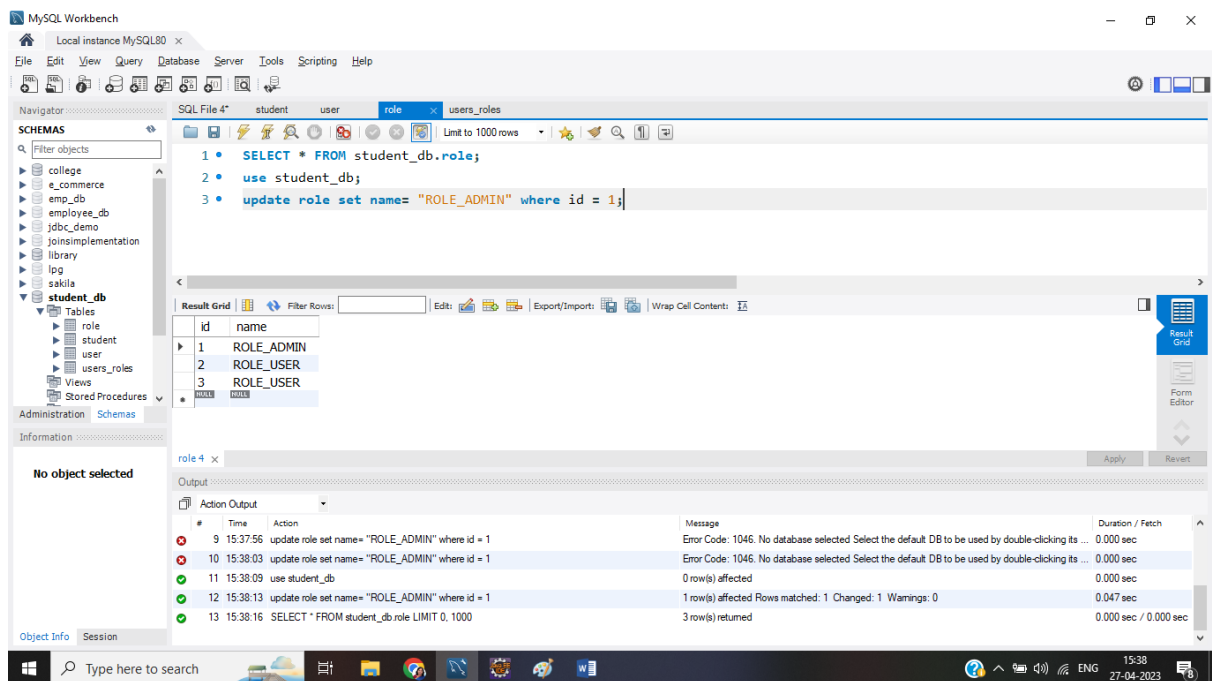 MySQL Workbench
Local instance MySQL80
File Edit View Query Database Server Tools Scripting Help
Navigator
SQL File 4* student user role users_roles
SCHEMAS
Filter objects
Limit to 1000 rows
college
e_commerce
emp_db
employee_db
jdbc_demo
joinsimplementation
library
lpg
sakila
student_db
Tables
role
student
user
users_roles
Views
Stored Procedures
Administration Schemas
Information
No object selected
Object Info Session
1 SELECT * FROM student_db.role;
2 use student_db;
3 update role set name= "ROLE_ADMIN" where id = 1;
Result Grid Filter Rows: Edit: Export/Import: Wrap Cell Content:
id name
1 ROLE_ADMIN
2 ROLE_USER
3 ROLE_USER
NULL NULL
Result Grid
Form Editor
role 4
Apply Revert
Output
Action Output
# Time Action Message Duration / Fetch
9 15:37:56 update role set name= "ROLE_ADMIN" where id = 1 Error Code: 1046. No database selected Select the default DB to be used by double-clicking its ... 0.000 sec
10 15:38:03 update role set name= "ROLE_ADMIN" where id = 1 Error Code: 1046. No database selected Select the default DB to be used by double-clicking its ... 0.000 sec
11 15:38:09 use student_db 0 row(s) affected 0.000 sec
12 15:38:13 update role set name= "ROLE_ADMIN" where id = 1 1 row(s) affected Rows matched: 1 Changed: 1 Warnings: 0 0.047 sec
13 15:38:16 SELECT * FROM student_db.role LIMIT 0, 1000 3 row(s) returned 0.000 sec / 0.000 sec
Type here to search
ENG
15:38
27-04-2023
8